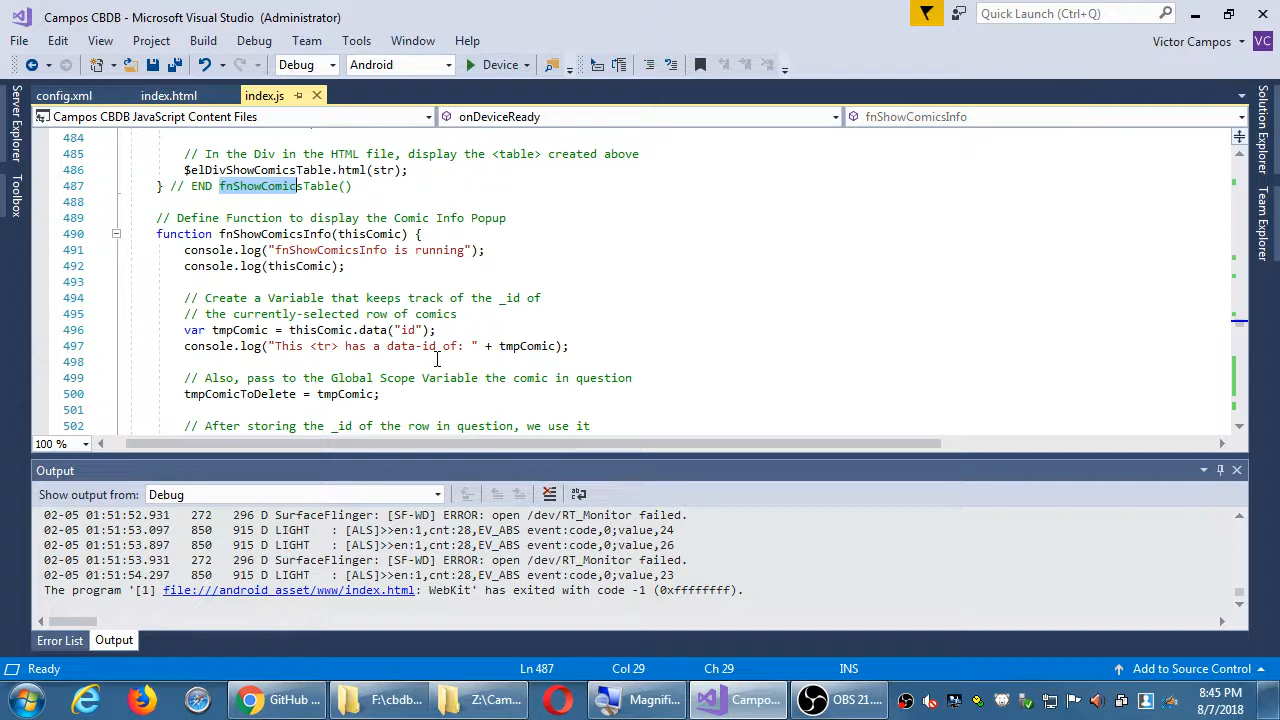 Campos CBDB - Microsoft Visual Studio (Administrator)
Quick Launch (Ctrl+Q)
File Edit View Project Build Debug Team Tools Window Help
Victor Campos VC
Debug Android Device
config.xml index.html index.js
Campos CBDB JavaScript Content Files onDeviceReady fnShowComicsInfo
Server Explorer
Toolbox
Solution Explorer
Team Explorer
484
485 // In the Div in the HTML file, display the <table> created above
486 $elDivShowComicsTable.html(str);
487 } // END fnShowComicsTable()
488
489 // Define Function to display the Comic Info Popup
490 function fnShowComicsInfo(thisComic) {
491 console.log("fnShowComicsInfo is running");
492 console.log(thisComic);
493
494 // Create a Variable that keeps track of the _id of
495 // the currently-selected row of comics
496 var tmpComic = thisComic.data("id");
497 console.log("This <tr> has a data-id of: " + tmpComic);
498
499 // Also, pass to the Global Scope Variable the comic in question
500 tmpComicToDelete = tmpComic;
501
502 // After storing the _id of the row in question, we use it
100 %
Output
Show output from: Debug
02-05 01:51:52.931 272 296 D SurfaceFlinger: [SF-WD] ERROR: open /dev/RT_Monitor failed.
02-05 01:51:53.097 850 915 D LIGHT : [ALS]>>en:1,cnt:28,EV_ABS event:code,0;value,24
02-05 01:51:53.897 850 915 D LIGHT : [ALS]>>en:1,cnt:28,EV_ABS event:code,0;value,26
02-05 01:51:53.931 272 296 D SurfaceFlinger: [SF-WD] ERROR: open /dev/RT_Monitor failed.
02-05 01:51:54.297 850 915 D LIGHT : [ALS]>>en:1,cnt:28,EV_ABS event:code,0;value,23
The program '[1] file:///android_asset/www/index.html: WebKit' has exited with code -1 (0xffffffff).
Error List Output
Ready Ln 487 Col 29 Ch 29 INS Add to Source Control
GitHub ... F:\cbdb... Z:\Cam... Magnifi... Campo... OBS 21....
8:45 PM
8/7/2018